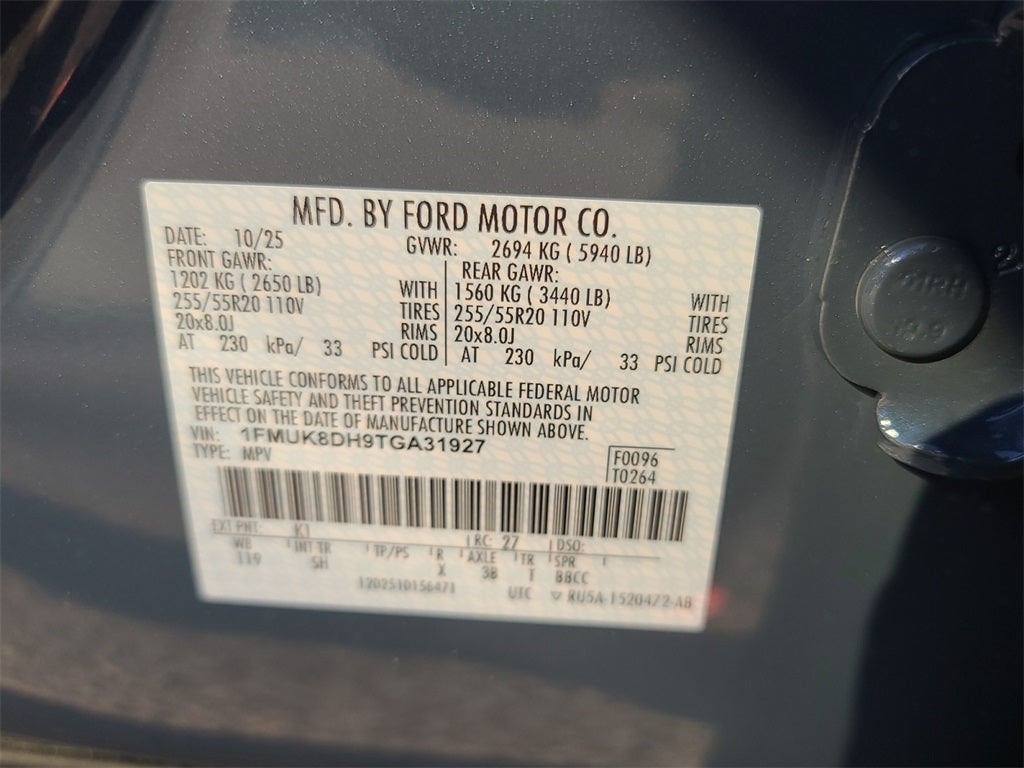 MFD. BY FORD MOTOR CO.
DATE: 10/25 GVWR: 2694 KG ( 5940 LB)
FRONT GAWR: REAR GAWR:
1202 KG ( 2650 LB) WITH 1560 KG ( 3440 LB) WITH
255/55R20 110V TIRES 255/55R20 110V TIRES
20x8.0J RIMS 20x8.0J RIMS
AT 230 kPa/ 33 PSI COLD AT 230 kPa/ 33 PSI COLD
THIS VEHICLE CONFORMS TO ALL APPLICABLE FEDERAL MOTOR
VEHICLE SAFETY AND THEFT PREVENTION STANDARDS IN
EFFECT ON THE DATE OF MANUFACTURE SHOWN ABOVE.
VIN: 1FMUK8DH9TGA31927
TYPE: MPV
F0096
T0264
EXT PNT: K1 RC: 27 DSO:
WB INT TR TP/PS R AXLE TR SPR
119 SH X 3B T BBCC
1202510156471 UTC ▽ RU5A-1520472-AB